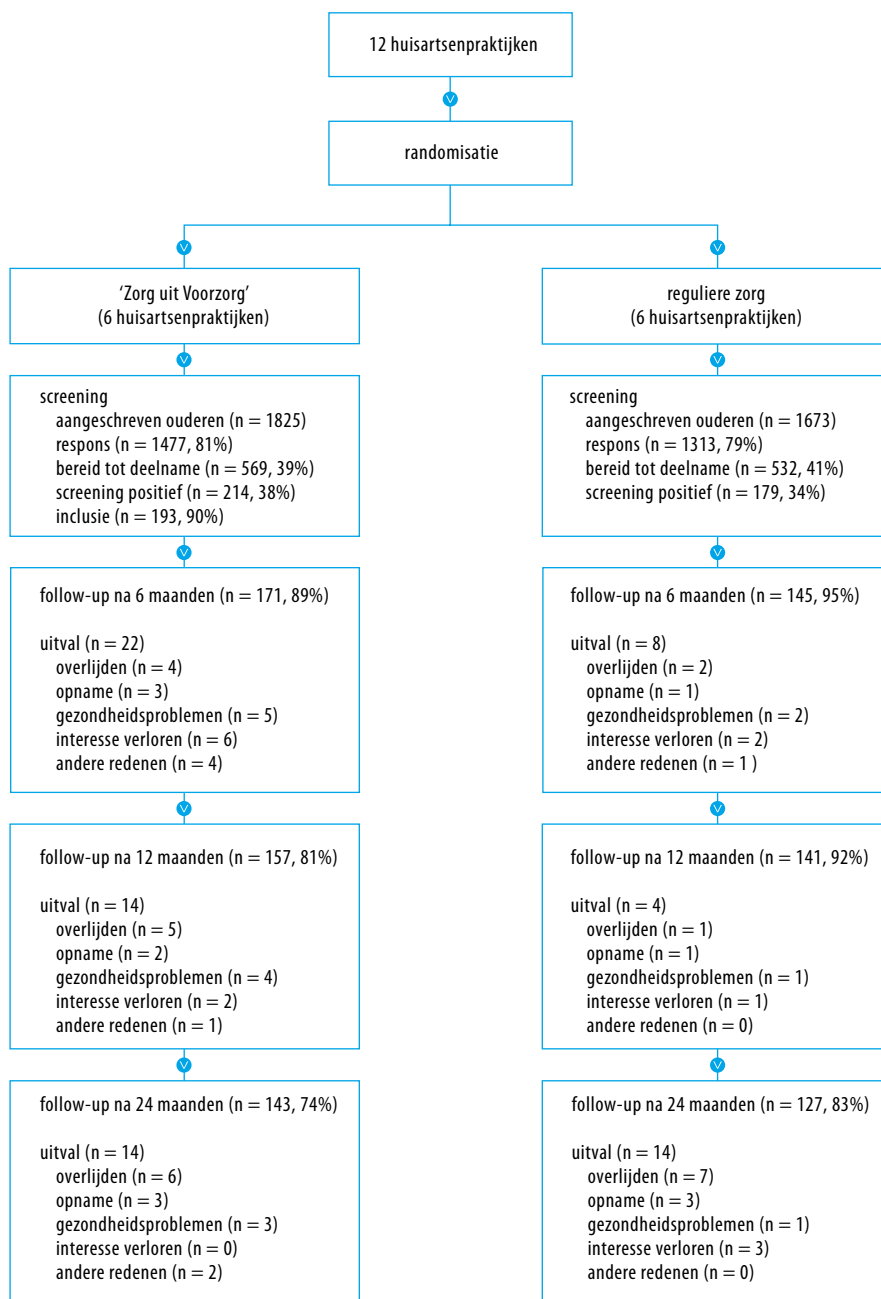 12 huisartsenpraktijken
randomisatie
‘Zorg uit Voorzorg’
(6 huisartsenpraktijken)
screening
aangeschreven ouderen (n = 1825)
respons (n = 1477, 81%)
bereid tot deelname (n = 569, 39%)
screening positief (n = 214, 38%)
inclusie (n = 193, 90%)
follow-up na 6 maanden (n = 171, 89%)
uitval (n = 22)
overlijden (n = 4)
opname (n = 3)
gezondheidsproblemen (n = 5)
interesse verloren (n = 6)
andere redenen (n = 4)
follow-up na 12 maanden (n = 157, 81%)
uitval (n = 14)
overlijden (n = 5)
opname (n = 2)
gezondheidsproblemen (n = 4)
interesse verloren (n = 2)
andere redenen (n = 1)
follow-up na 24 maanden (n = 143, 74%)
uitval (n = 14)
overlijden (n = 6)
opname (n = 3)
gezondheidsproblemen (n = 3)
interesse verloren (n = 0)
andere redenen (n = 2)
reguliere zorg
(6 huisartsenpraktijken)
screening
aangeschreven ouderen (n = 1673)
respons (n = 1313, 79%)
bereid tot deelname (n = 532, 41%)
screening positief (n = 179, 34%)
follow-up na 6 maanden (n = 145, 95%)
uitval (n = 8)
overlijden (n = 2)
opname (n = 1)
gezondheidsproblemen (n = 2)
interesse verloren (n = 2)
andere redenen (n = 1 )
follow-up na 12 maanden (n = 141, 92%)
uitval (n = 4)
overlijden (n = 1)
opname (n = 1)
gezondheidsproblemen (n = 1)
interesse verloren (n = 1)
andere redenen (n = 0)
follow-up na 24 maanden (n = 127, 83%)
uitval (n = 14)
overlijden (n = 7)
opname (n = 3)
gezondheidsproblemen (n = 1)
interesse verloren (n = 3)
andere redenen (n = 0)